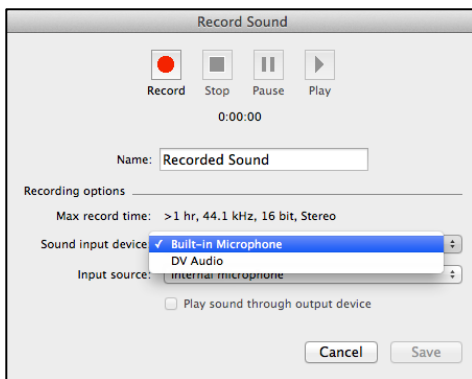 Record Sound
Record Stop Pause Play
0:00:00
Name: Recorded Sound
Recording options
Max record time: >1 hr, 44.1 kHz, 16 bit, Stereo
Sound input device ✓ Built-in Microphone
DV Audio
Input source: Internal microphone
Play sound through output device
Cancel Save